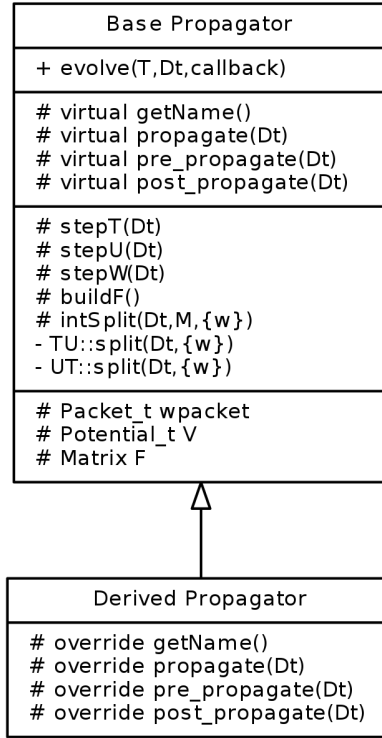 Base Propagator
+ evolve(T,Dt,callback)
# virtual getName()
# virtual propagate(Dt)
# virtual pre_propagate(Dt)
# virtual post_propagate(Dt)
# stepT(Dt)
# stepU(Dt)
# stepW(Dt)
# buildF()
# intSplit(Dt,M,{w})
- TU::split(Dt,{w})
- UT::split(Dt,{w})
# Packet_t wpacket
# Potential_t V
# Matrix F
Derived Propagator
# override getName()
# override propagate(Dt)
# override pre_propagate(Dt)
# override post_propagate(Dt)